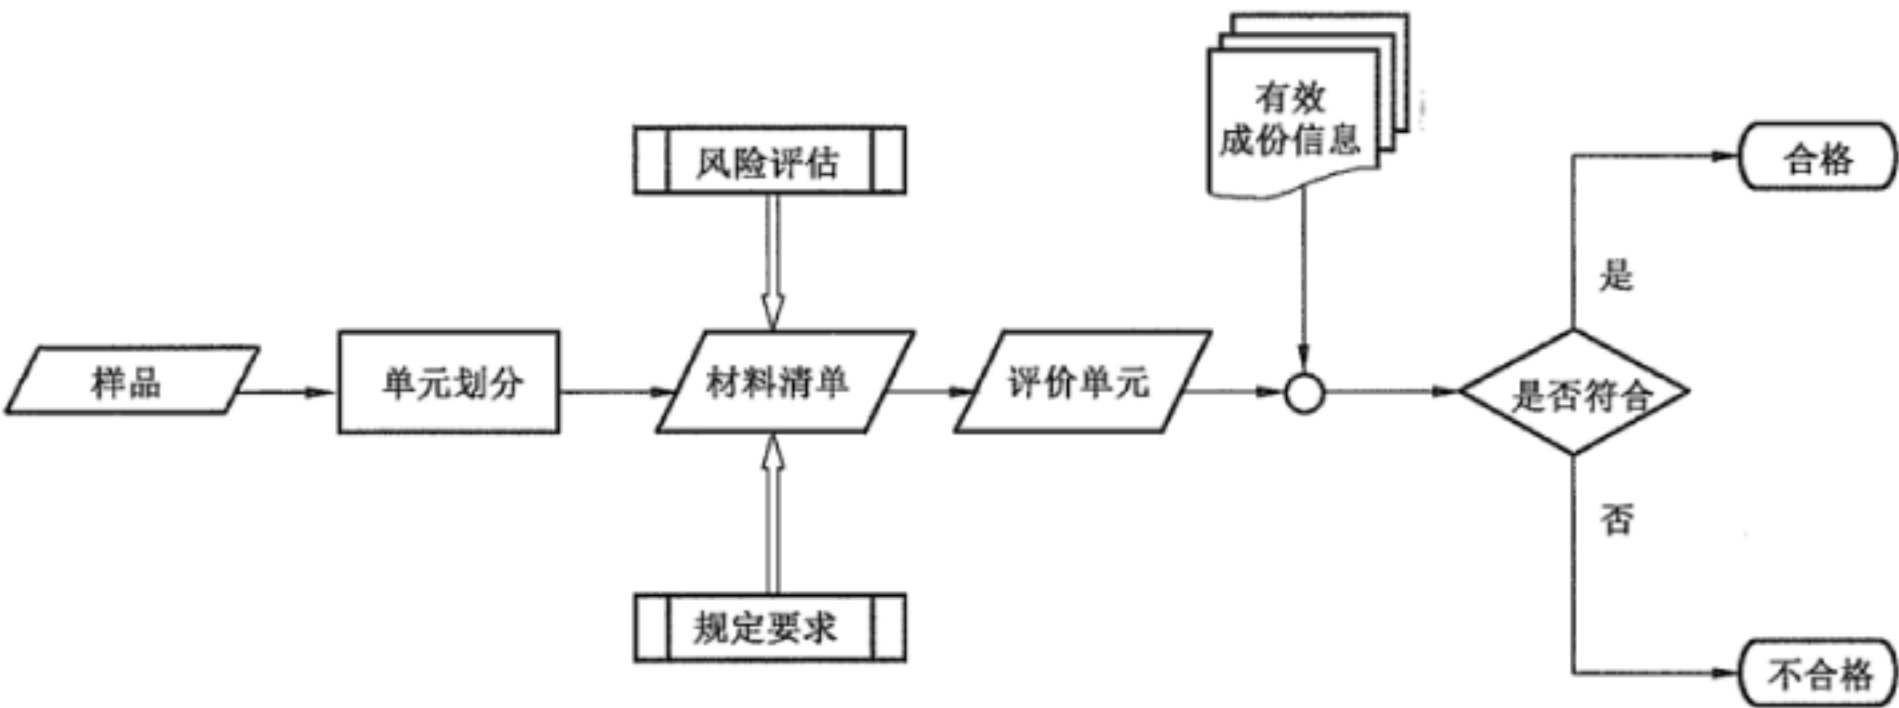 有效
成份信息
风险评估
合格
是
样品
单元划分
材料清单
评价单元
是否符合
否
规定要求
不合格